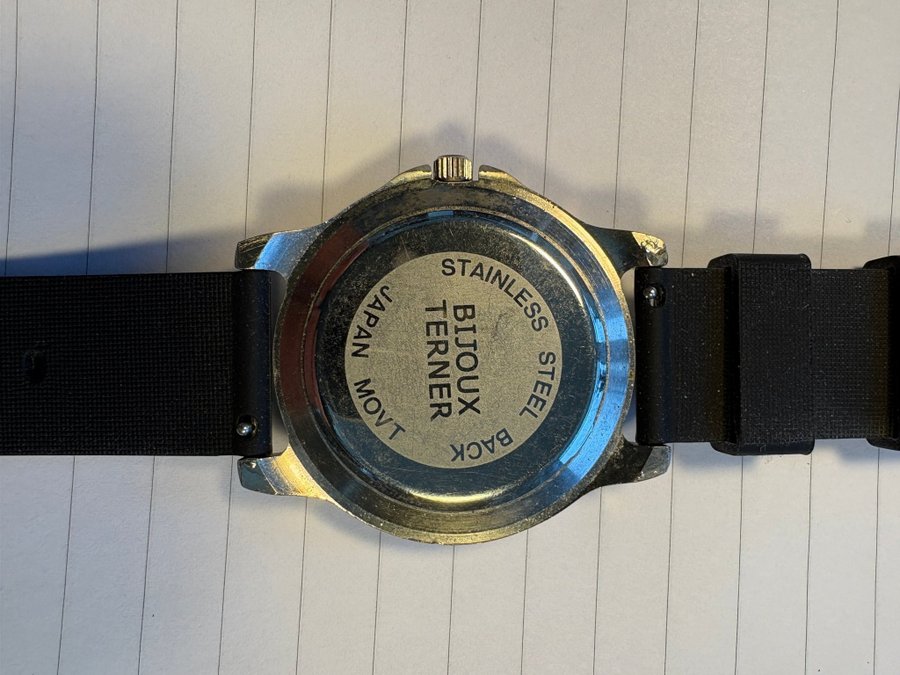 STAINLESS STEEL BACK
BIJOUX
TERNER
JAPAN MOVT